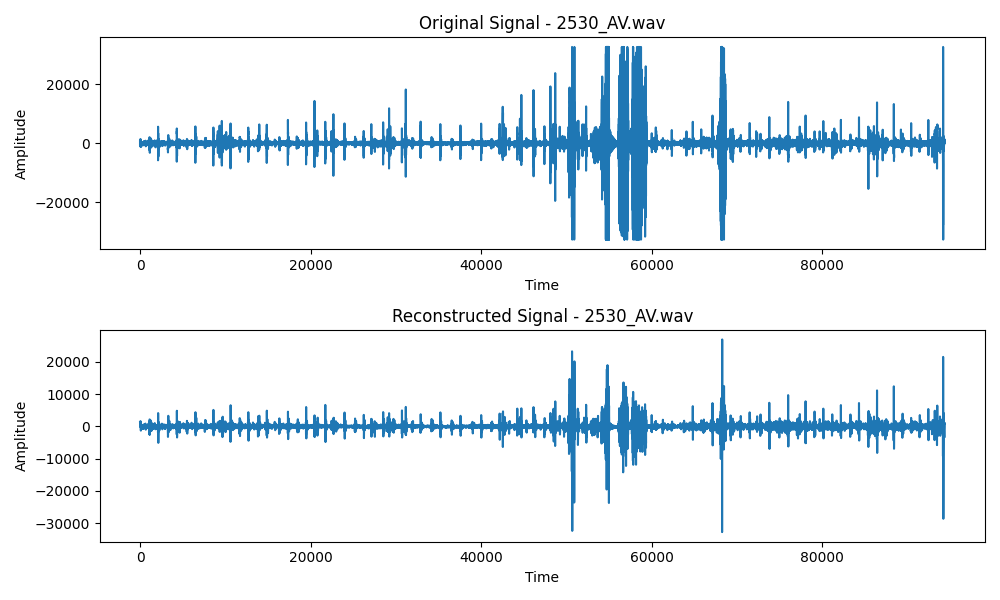 Original Signal - 2530_AV.wav
20000
0
−20000
Amplitude
0 20000 40000 60000 80000
Time
Reconstructed Signal - 2530_AV.wav
20000
10000
0
−10000
−20000
−30000
Amplitude
0 20000 40000 60000 80000
Time